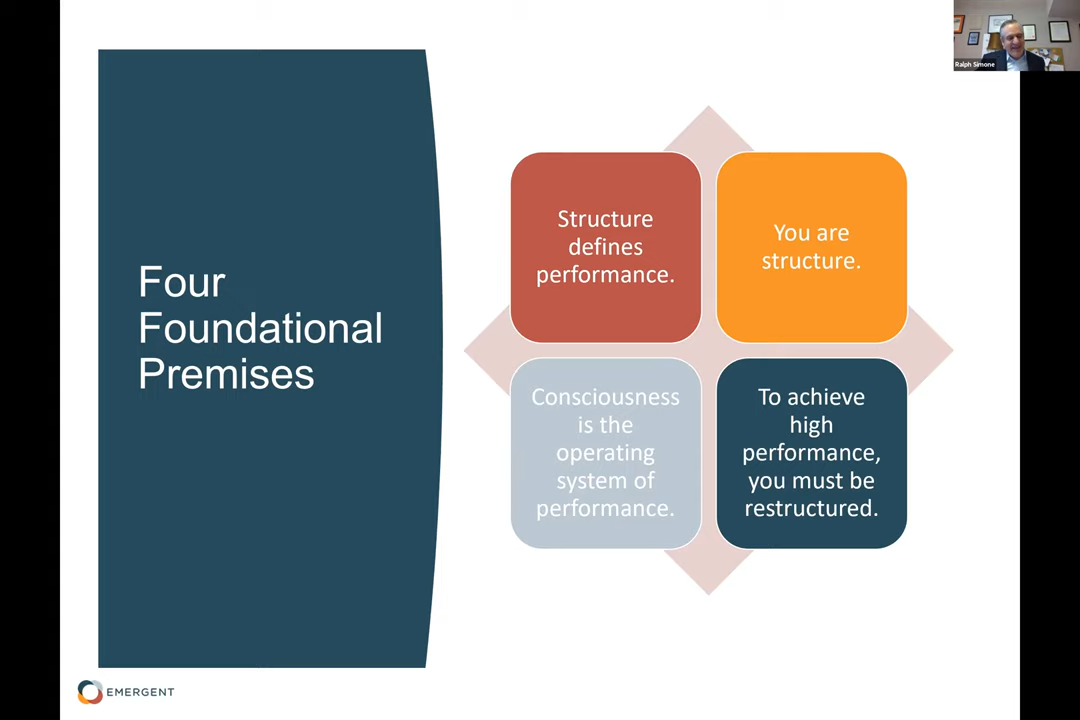 Ralph Simone
Four
Foundational
Premises
Structure
defines
performance.
You are
structure.
Consciousness
is the
operating
system of
performance.
To achieve
high
performance,
you must be
restructured.
EMERGENT